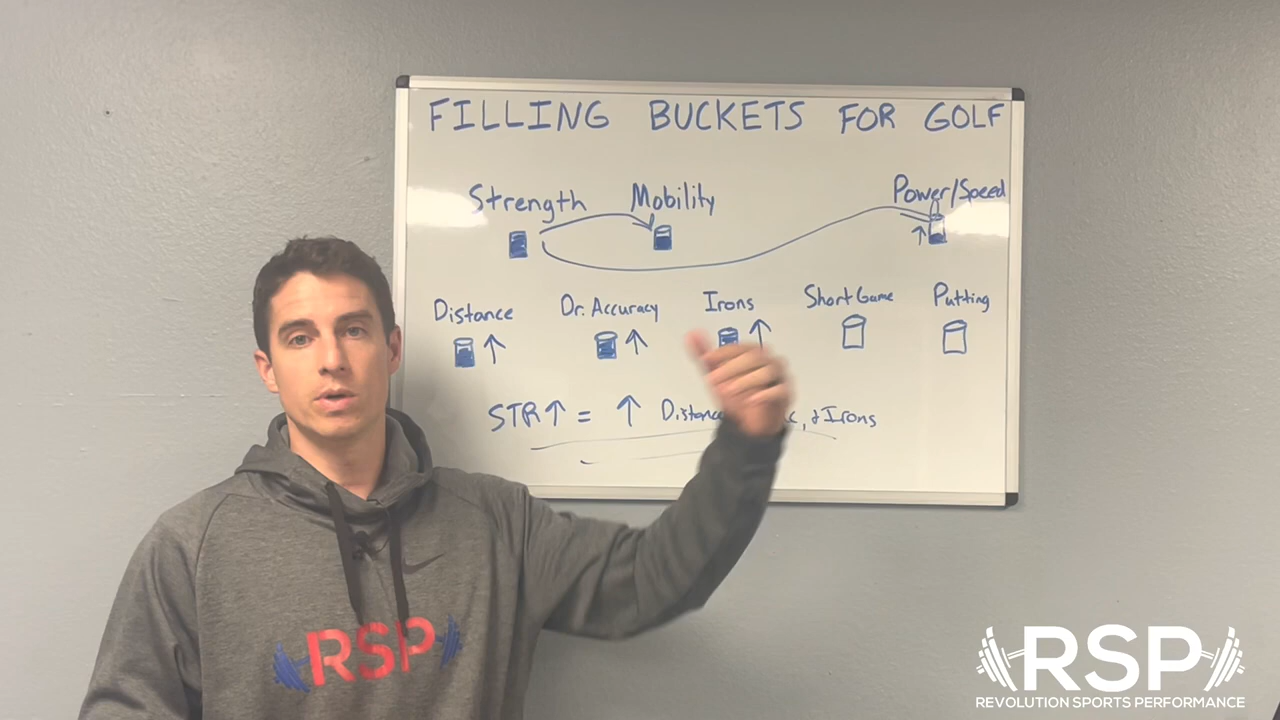 FILLING BUCKETS FOR GOLF
Strength Mobility Power/Speed
Distance Dr. Accuracy Irons Short Game Putting
STR↑ = ↑ Distance, & Irons
RSP
RSP
REVOLUTION SPORTS PERFORMANCE